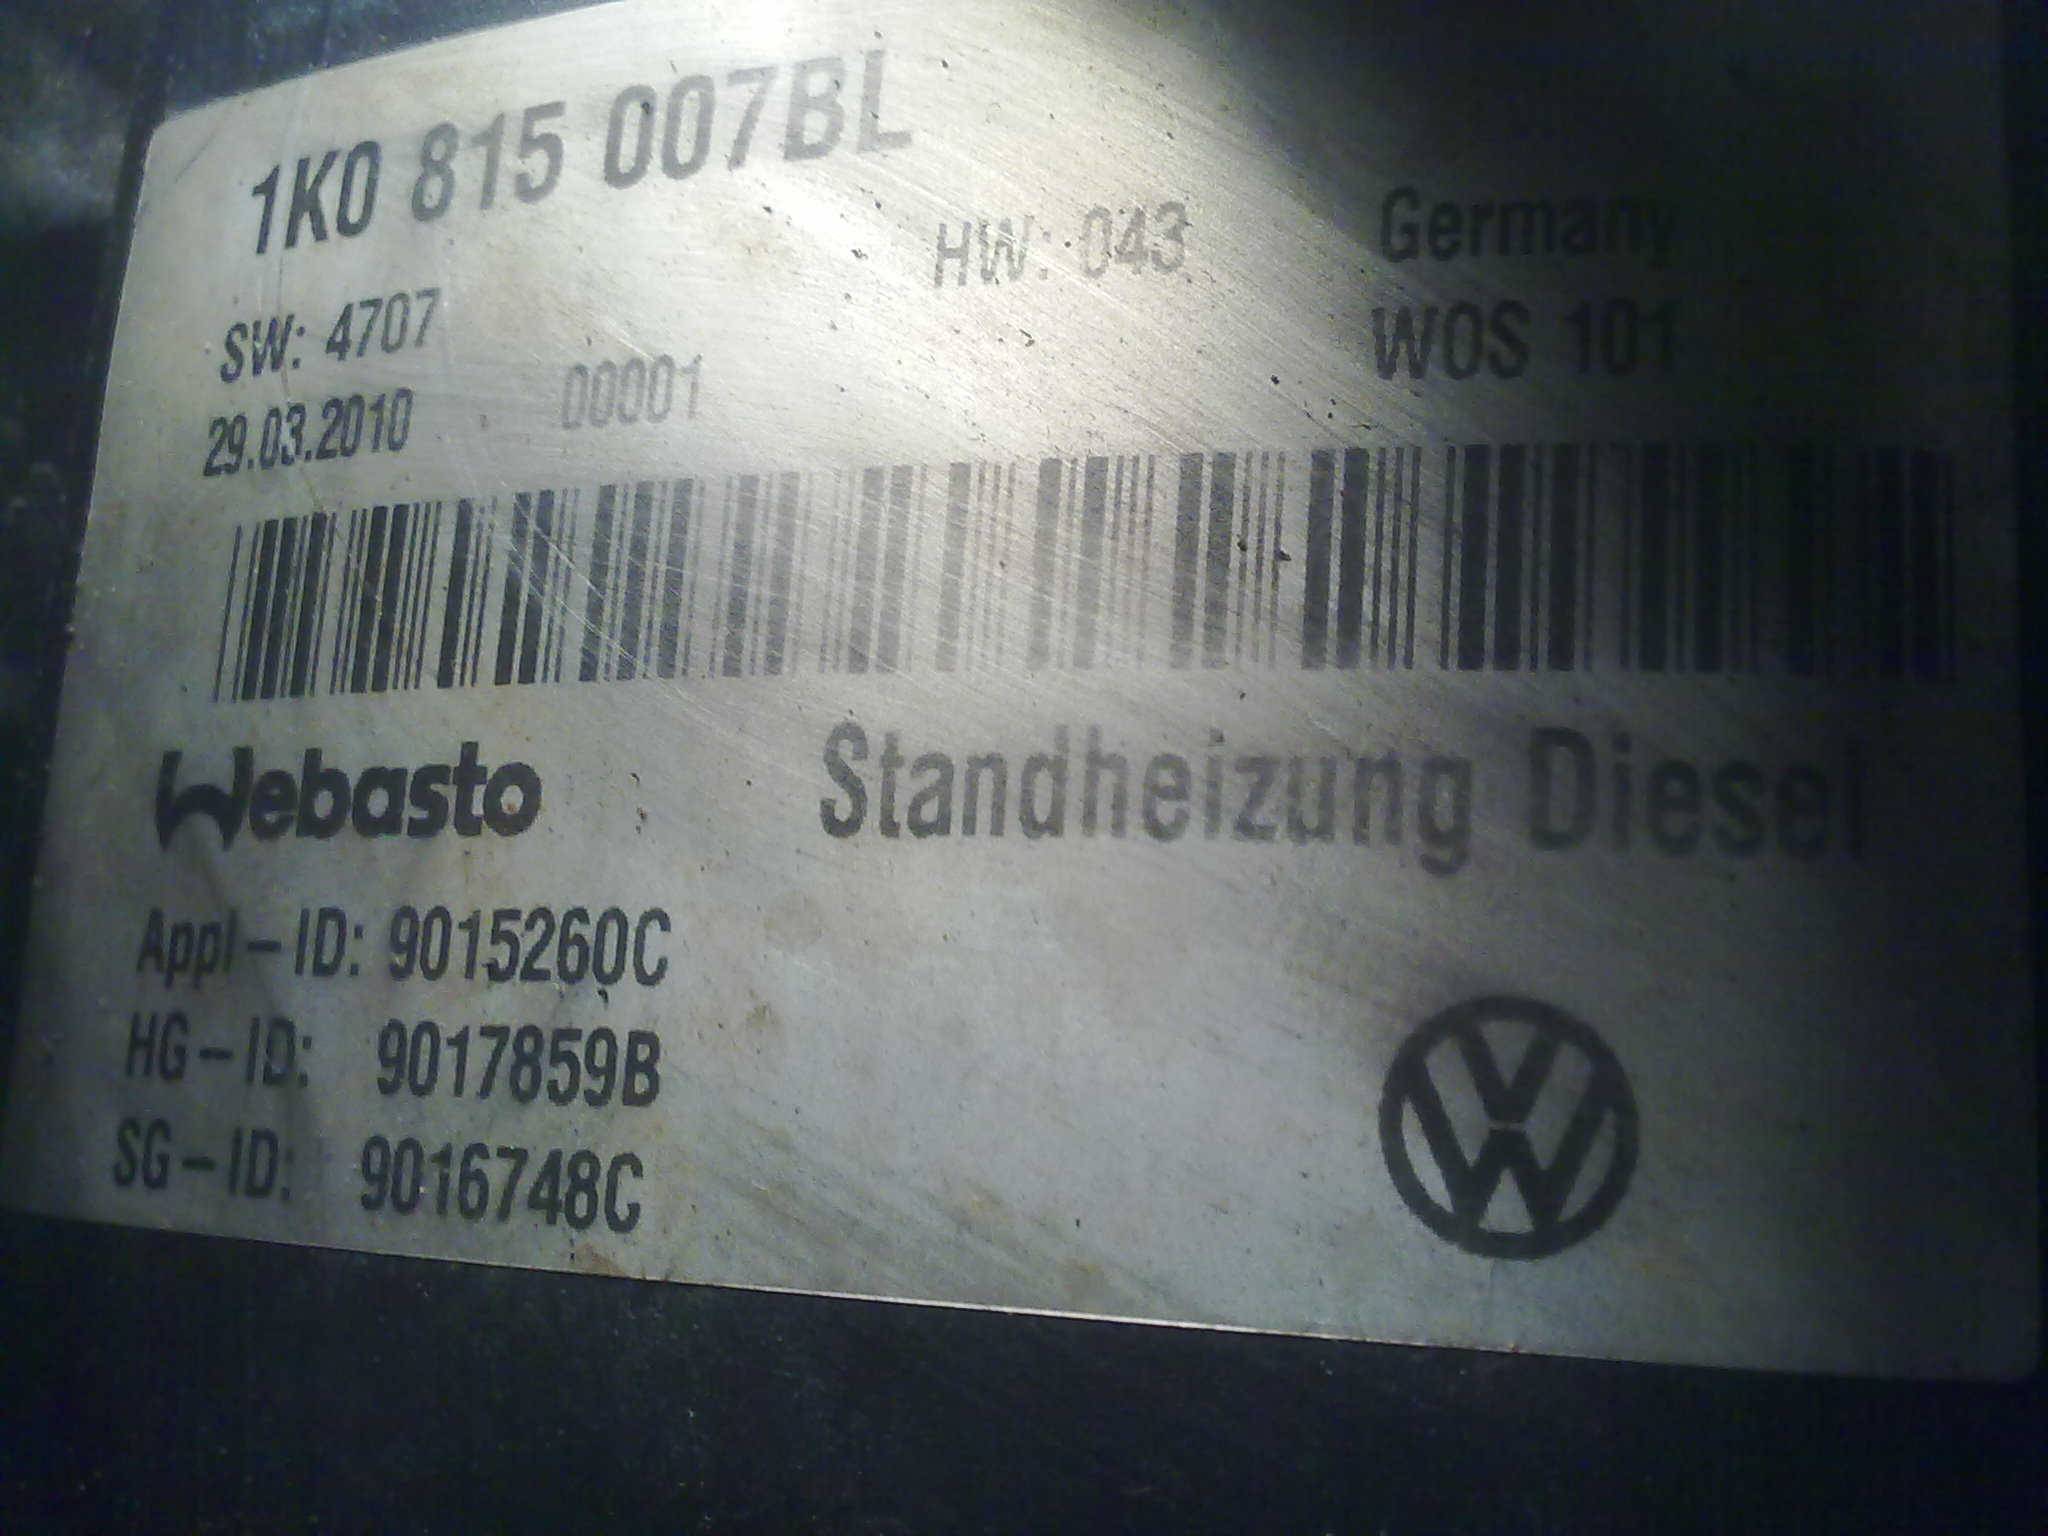 1K0 815 007BL
HW: 043 Germany
SW: 4707 WOS 101
29.03.2010 00001
Webasto Standheizung Diesel
Appl-ID: 9015260C
HG-ID: 9017859B
SG-ID: 9016748C